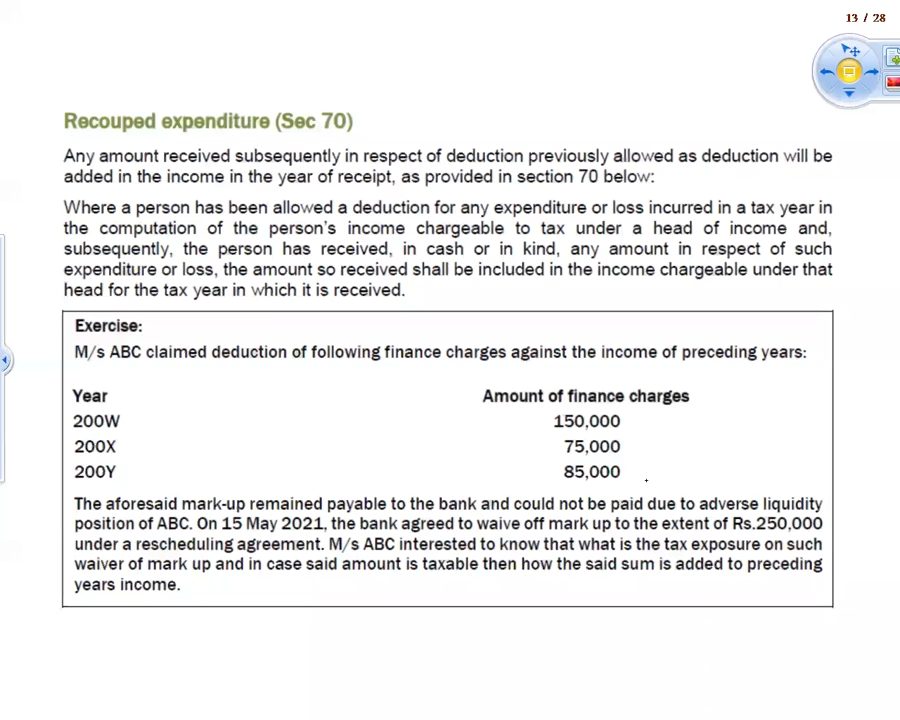 13 / 28
Recouped expenditure (Sec 70)
Any amount received subsequently in respect of deduction previously allowed as deduction will be
added in the income in the year of receipt, as provided in section 70 below:
Where a person has been allowed a deduction for any expenditure or loss incurred in a tax year in
the computation of the person's income chargeable to tax under a head of income and,
subsequently, the person has received, in cash or in kind, any amount in respect of such
expenditure or loss, the amount so received shall be included in the income chargeable under that
head for the tax year in which it is received.
Exercise:
M/s ABC claimed deduction of following finance charges against the income of preceding years:
Year Amount of finance charges
200W 150,000
200X 75,000
200Y 85,000
The aforesaid mark-up remained payable to the bank and could not be paid due to adverse liquidity
position of ABC. On 15 May 2021, the bank agreed to waive off mark up to the extent of Rs.250,000
under a rescheduling agreement. M/s ABC interested to know that what is the tax exposure on such
waiver of mark up and in case said amount is taxable then how the said sum is added to preceding
years income.